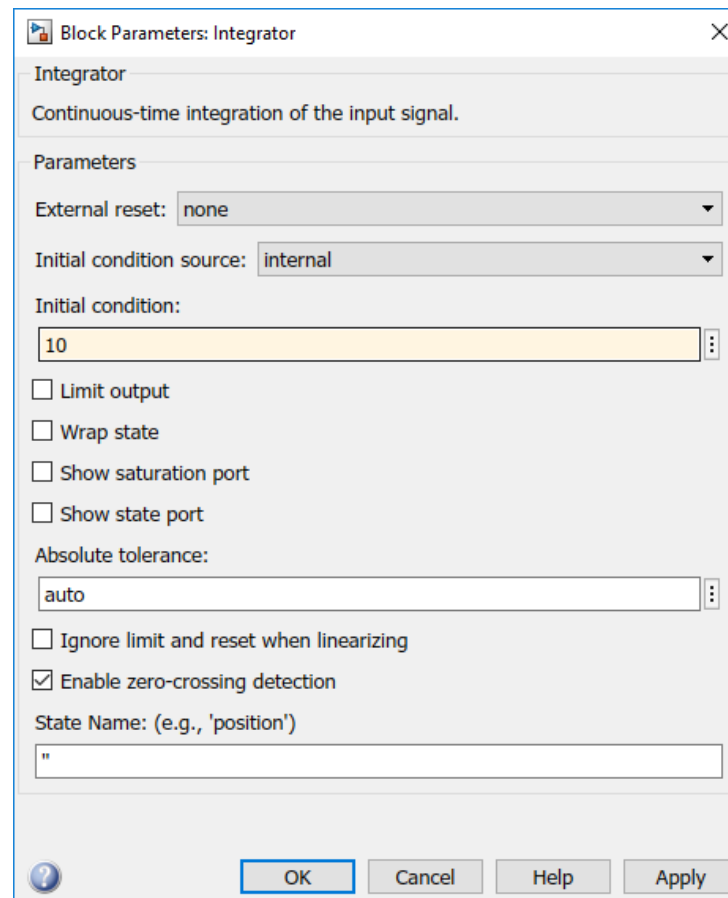 Block Parameters: Integrator
Integrator
Continuous-time integration of the input signal.
Parameters
External reset: none
Initial condition source: internal
Initial condition:
10
Limit output
Wrap state
Show saturation port
Show state port
Absolute tolerance:
auto
Ignore limit and reset when linearizing
Enable zero-crossing detection
State Name: (e.g., 'position')
''
OK Cancel Help Apply